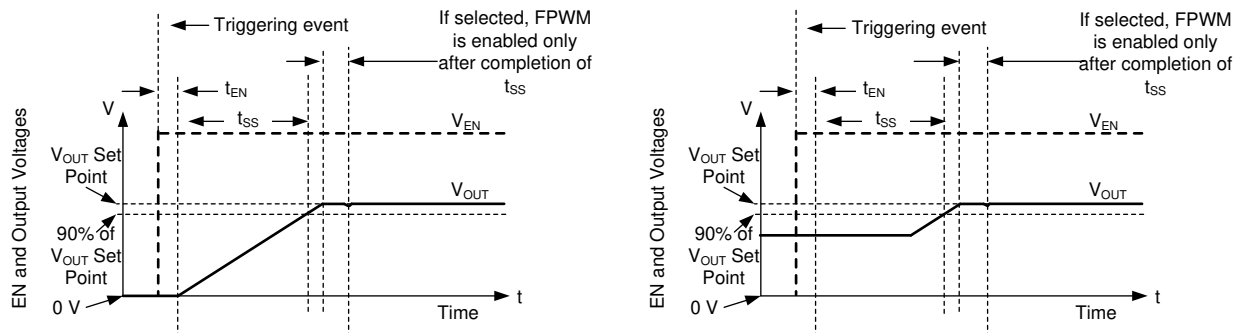 Triggering event
If selected, FPWM
is enabled only
after completion of
tSS
tEN
tSS
V
VEN
VOUT Set
Point
VOUT
90% of
VOUT Set
Point
0 V
t
Time
EN and Output Voltages
Triggering event
If selected, FPWM
is enabled only
after completion of
tSS
tEN
tSS
V
VEN
VOUT Set
Point
VOUT
90% of
VOUT Set
Point
0 V
t
Time
EN and Output Voltages